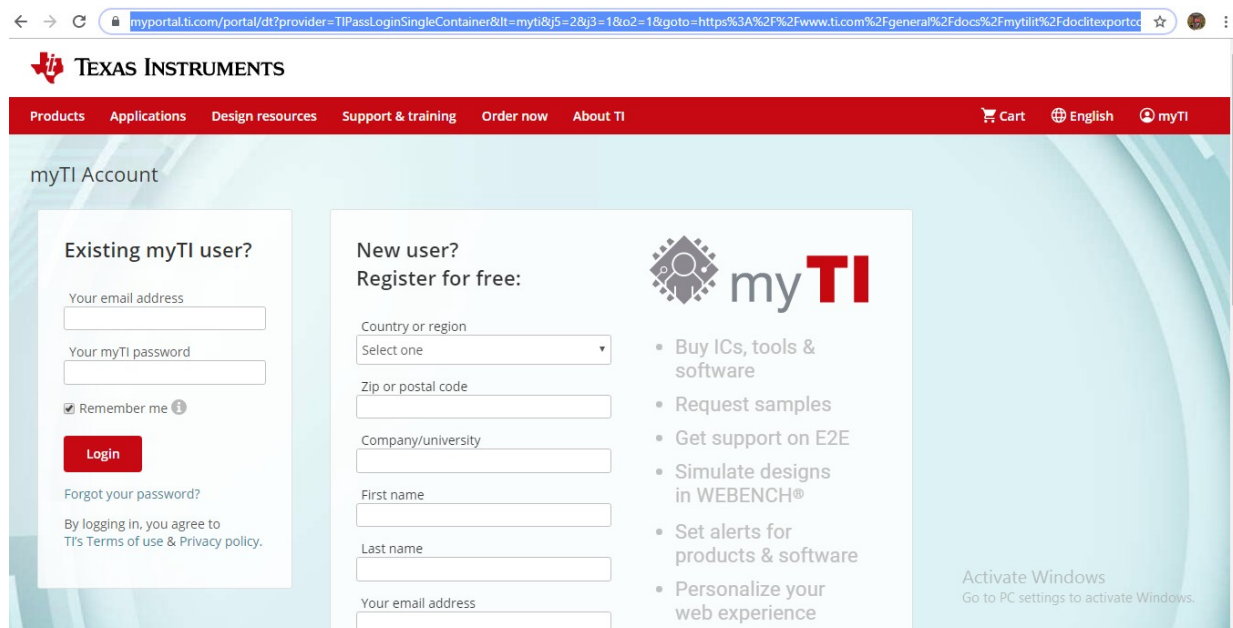 myportal.ti.com/portal/dt?provider=TIPassLoginSingleContainer&lt=myti&j5=2&j3=1&o2=1&goto=https%3A%2F%2Fwww.ti.com%2Fgeneral%2Fdocs%2Fmytilit%2Fdoclitexportco
TEXAS INSTRUMENTS
Products Applications Design resources Support & training Order now About TI Cart English myTI
myTI Account
Existing myTI user?
Your email address
Your myTI password
Remember me
Login
Forgot your password?
By logging in, you agree to
TI's Terms of use & Privacy policy.
New user?
Register for free:
Country or region
Select one
Zip or postal code
Company/university
First name
Last name
Your email address
my TI
• Buy ICs, tools &
software
• Request samples
• Get support on E2E
• Simulate designs
in WEBENCH®
• Set alerts for
products & software
• Personalize your
web experience
Activate Windows
Go to PC settings to activate Windows.